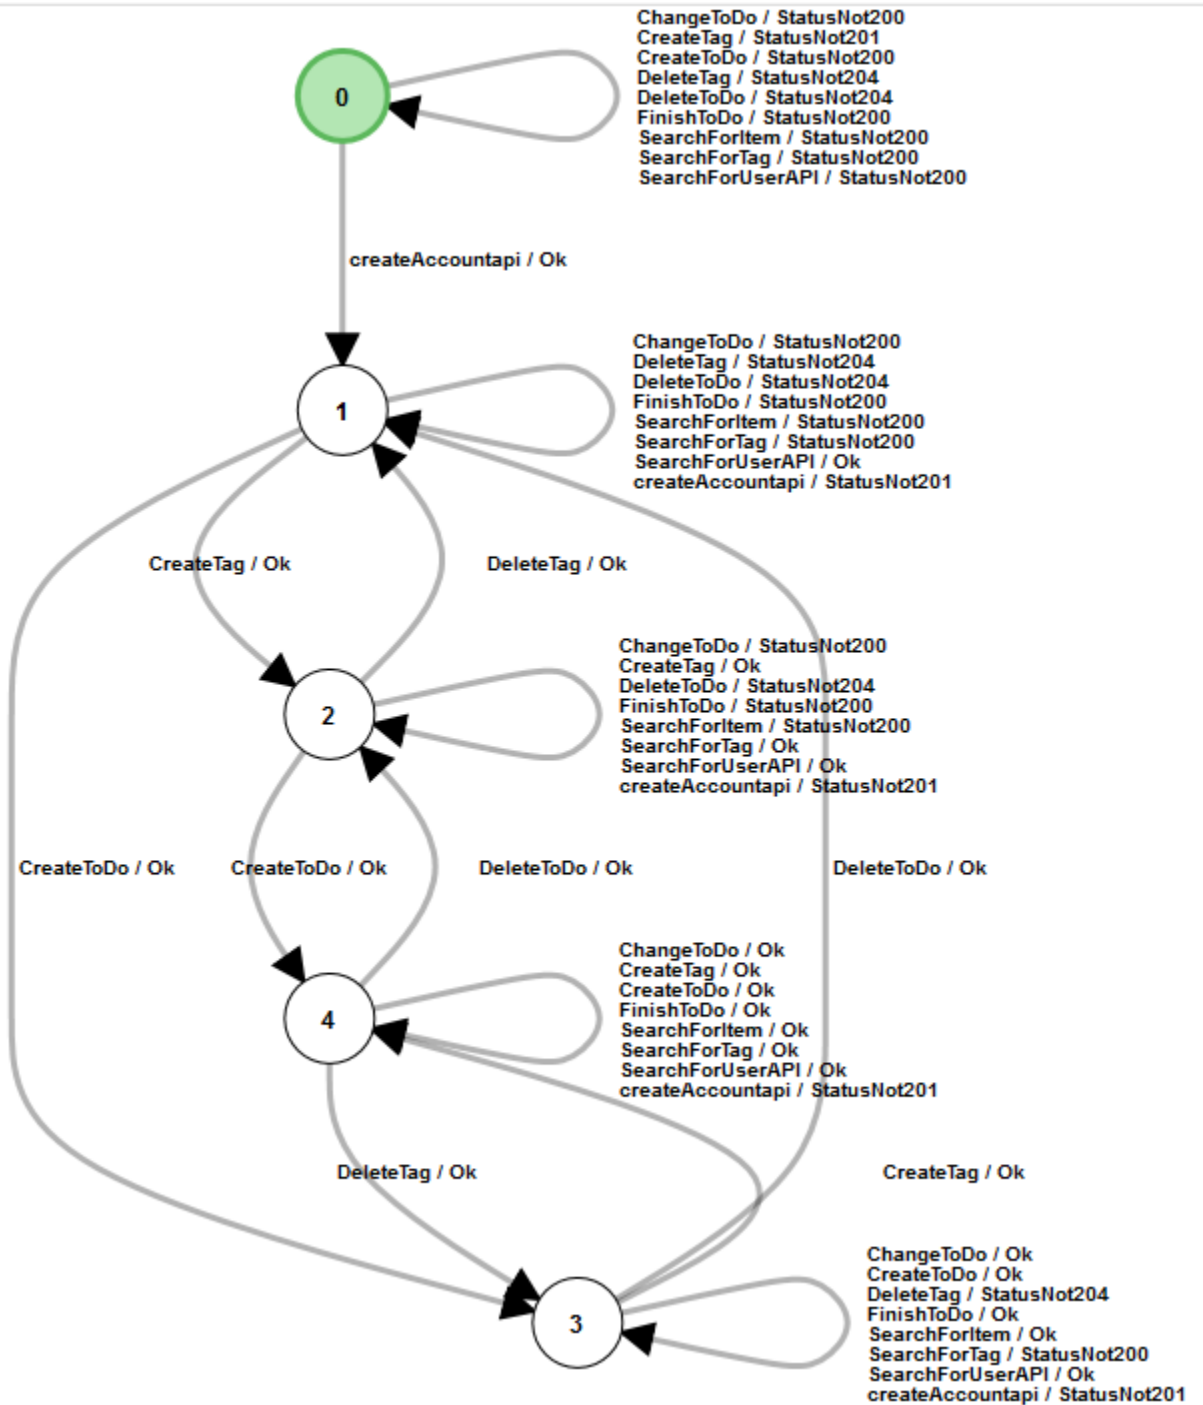 ChangeToDo / StatusNot200
CreateTag / StatusNot201
CreateToDo / StatusNot200
DeleteTag / StatusNot204
DeleteToDo / StatusNot204
FinishToDo / StatusNot200
SearchForItem / StatusNot200
SearchForTag / StatusNot200
SearchForUserAPI / StatusNot200
0
createAccountapi / Ok
ChangeToDo / StatusNot200
DeleteTag / StatusNot204
DeleteToDo / StatusNot204
FinishToDo / StatusNot200
SearchForItem / StatusNot200
SearchForTag / StatusNot200
SearchForUserAPI / Ok
createAccountapi / StatusNot201
1
CreateTag / Ok
DeleteTag / Ok
ChangeToDo / StatusNot200
CreateTag / Ok
DeleteToDo / StatusNot204
FinishToDo / StatusNot200
SearchForItem / StatusNot200
SearchForTag / Ok
SearchForUserAPI / Ok
createAccountapi / StatusNot201
2
CreateToDo / Ok
CreateToDo / Ok
DeleteToDo / Ok
DeleteToDo / Ok
ChangeToDo / Ok
CreateTag / Ok
CreateToDo / Ok
FinishToDo / Ok
SearchForItem / Ok
SearchForTag / Ok
SearchForUserAPI / Ok
createAccountapi / StatusNot201
4
DeleteTag / Ok
CreateTag / Ok
ChangeToDo / Ok
CreateToDo / Ok
DeleteTag / StatusNot204
FinishToDo / Ok
SearchForItem / Ok
SearchForTag / StatusNot200
SearchForUserAPI / Ok
createAccountapi / StatusNot201
3